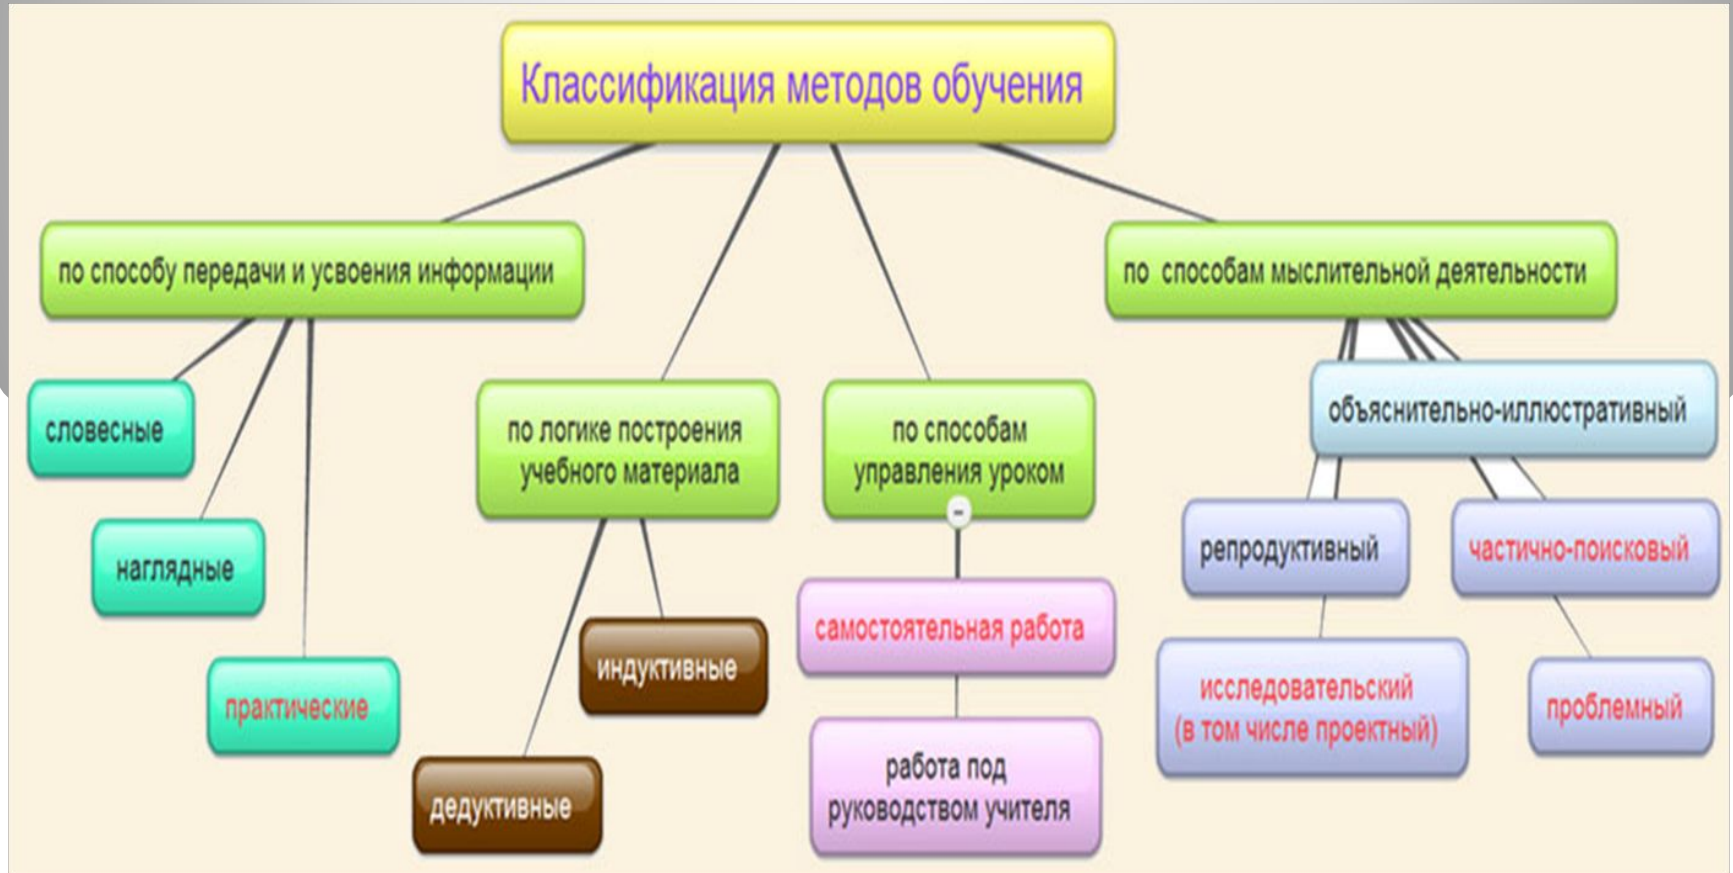 Классификация методов обучения
по способу передачи и усвоения информации
по способам мыслительной деятельности
словесные
наглядные
практические
по логике построения
учебного материала
индуктивные
дедуктивные
по способам
управления уроком
самостоятельная работа
работа под
руководством учителя
объяснительно-иллюстративный
репродуктивный
частично-поисковый
исследовательский
(в том числе проектный)
проблемный